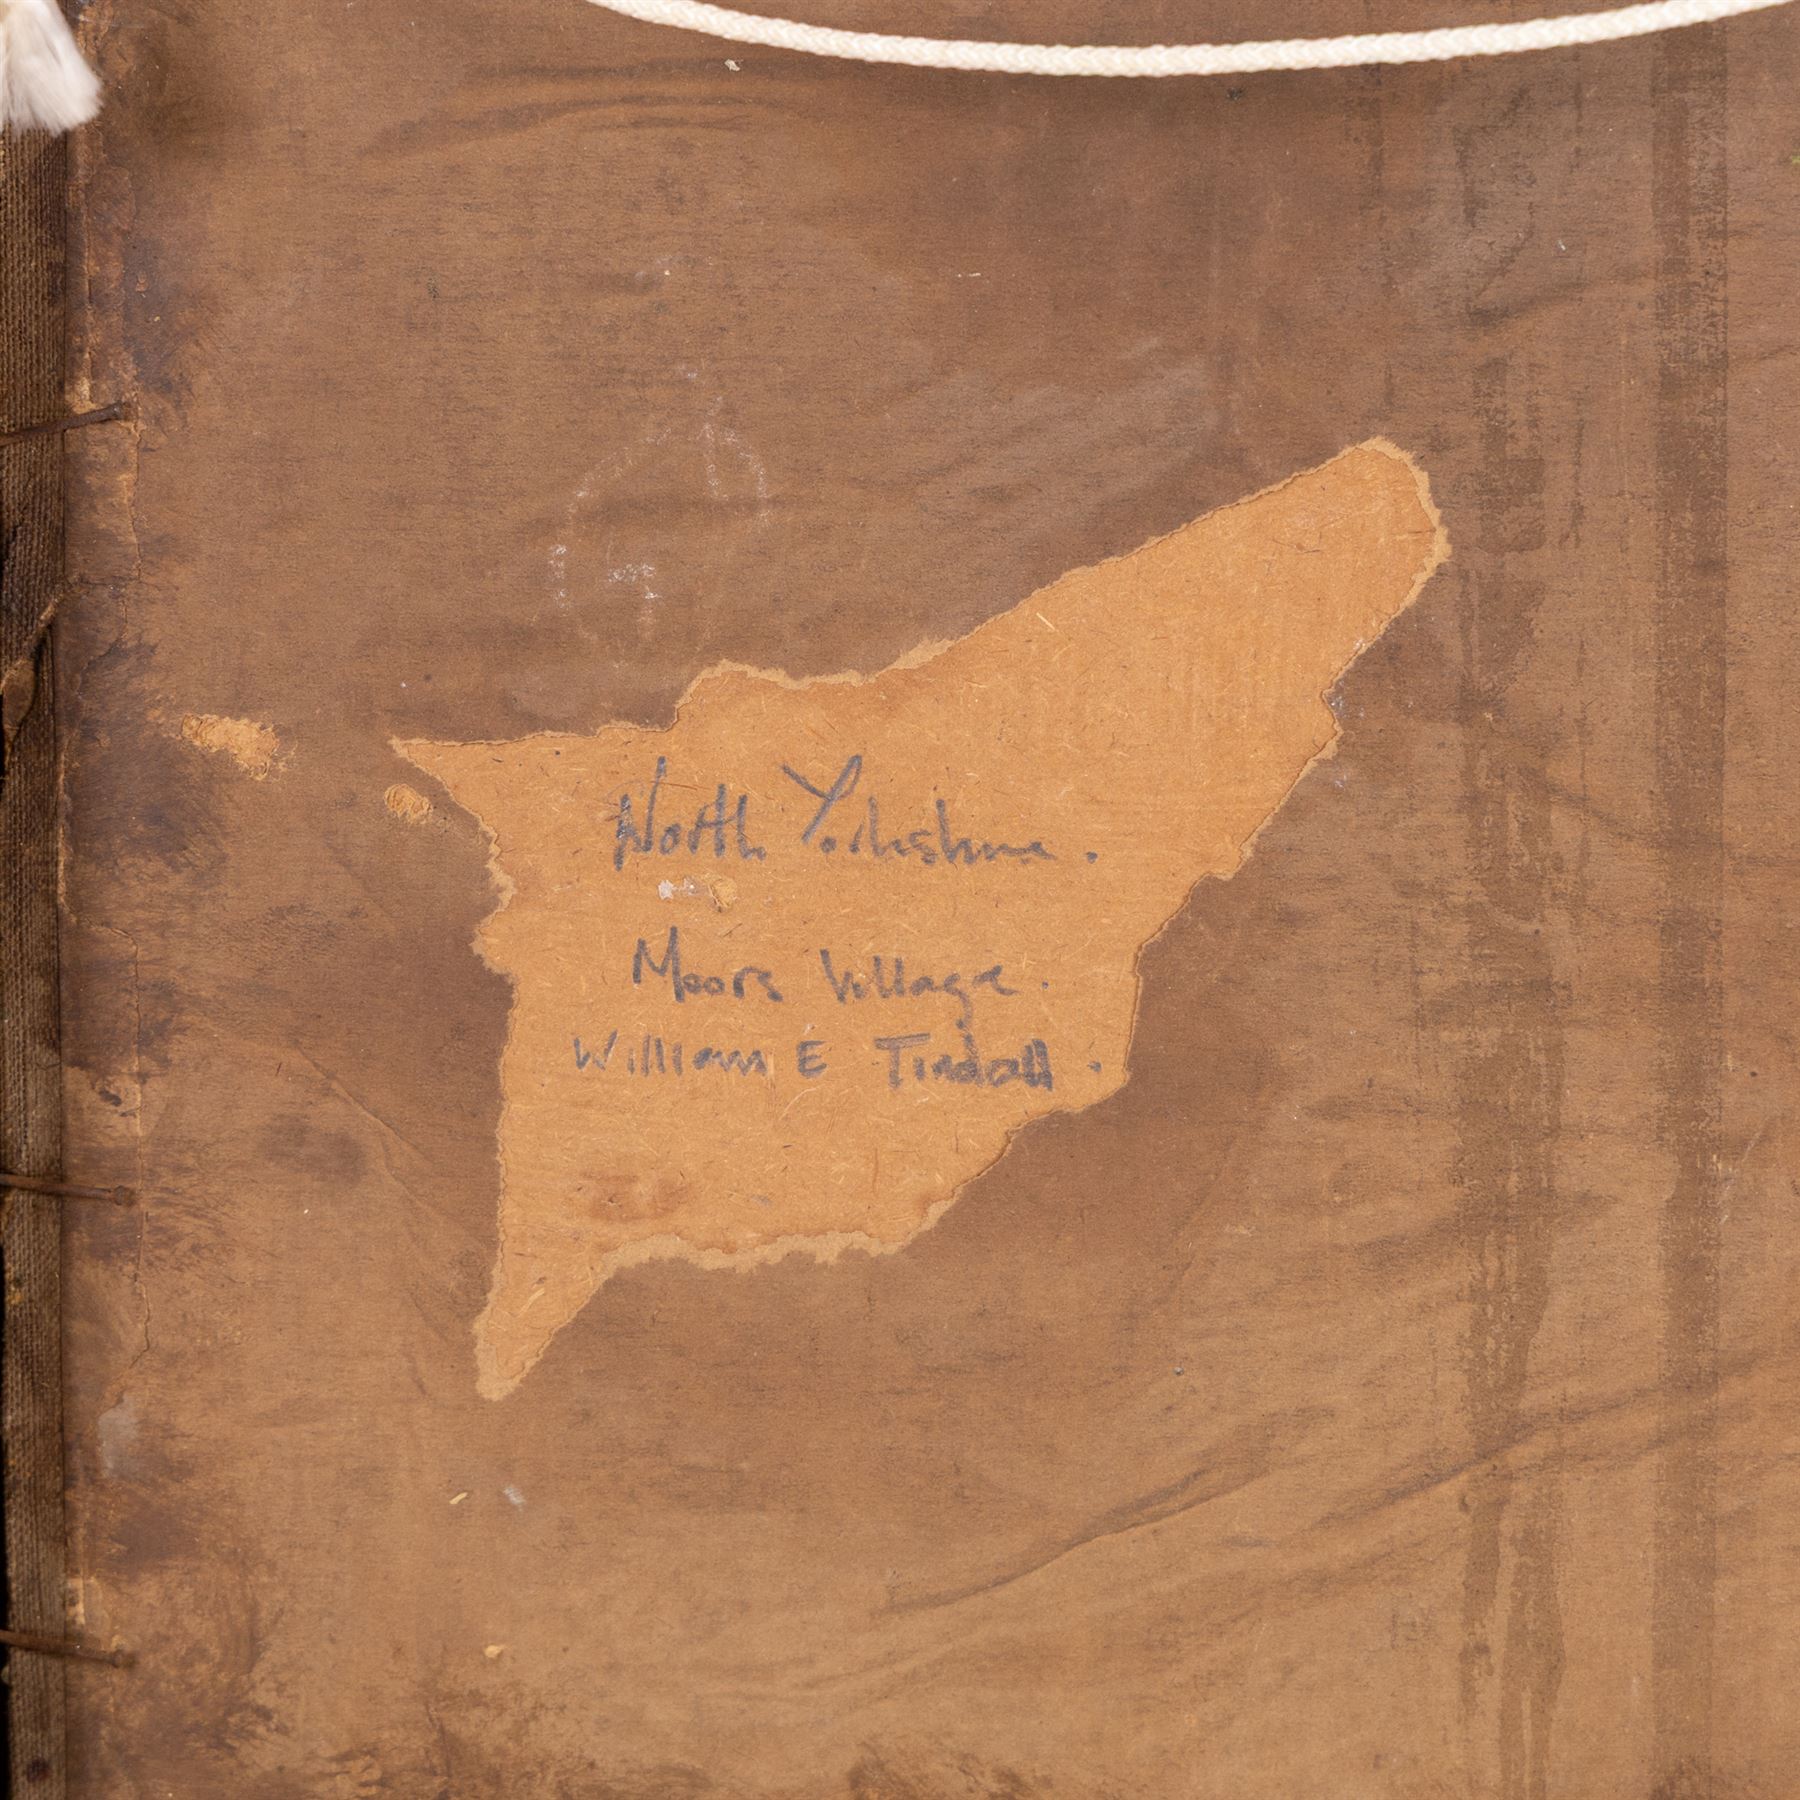 North Yorkshire.
Moors Village.
William E Tindall.